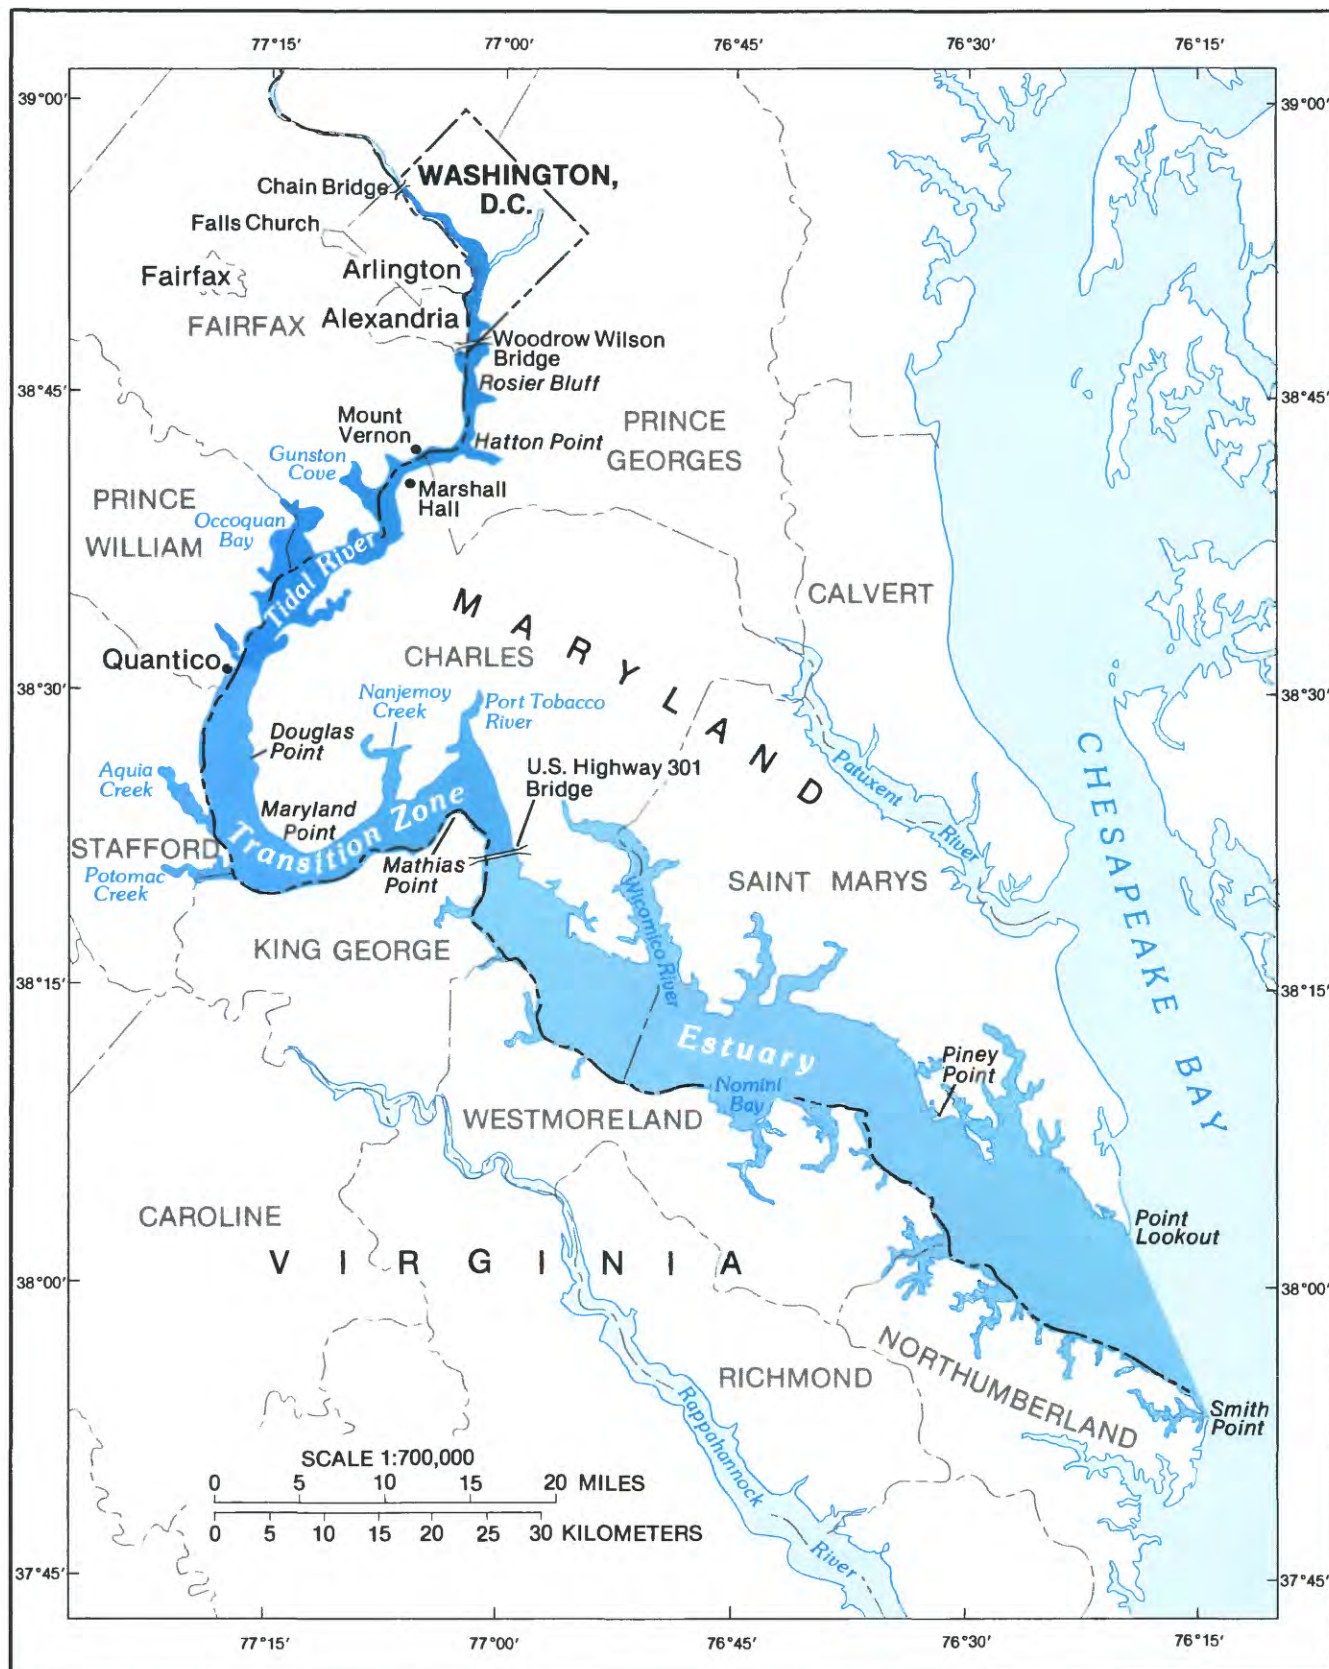 77°15′ 77°00′ 76°45′ 76°30′ 76°15′
39°00′ 39°00′
WASHINGTON,
D.C.
Chain Bridge
Falls Church
Fairfax
Arlington
FAIRFAX
Alexandria
Woodrow Wilson
Bridge
Rosier Bluff
38°45′ 38°45′
Mount
Vernon
Hatton Point
PRINCE
GEORGES
Gunston
Cove
Marshall
Hall
PRINCE
WILLIAM
Occoquan
Bay
Tidal River
CALVERT
MARYLAND
CHARLES
Quantico
38°30′ 38°30′
Nanjemoy
Creek
Port Tobacco
River
Douglas
Point
U.S. Highway 301
Bridge
Aquia
Creek
Maryland
Point
Transition Zone
Patuxent
River
CHESAPEAKE BAY
STAFFORD
Potomac
Creek
Mathias
Point
Wicomico River
SAINT MARYS
KING GEORGE
38°15′ 38°15′
Estuary
Piney
Point
Nomini
Bay
WESTMORELAND
CAROLINE
Point
Lookout
VIRGINIA
38°00′ 38°00′
RICHMOND
NORTHUMBERLAND
Smith
Point
Rappahannock
River
SCALE 1:700,000
0 5 10 15 20 MILES
0 5 10 15 20 25 30 KILOMETERS
37°45′ 37°45′
77°15′ 77°00′ 76°45′ 76°30′ 76°15′